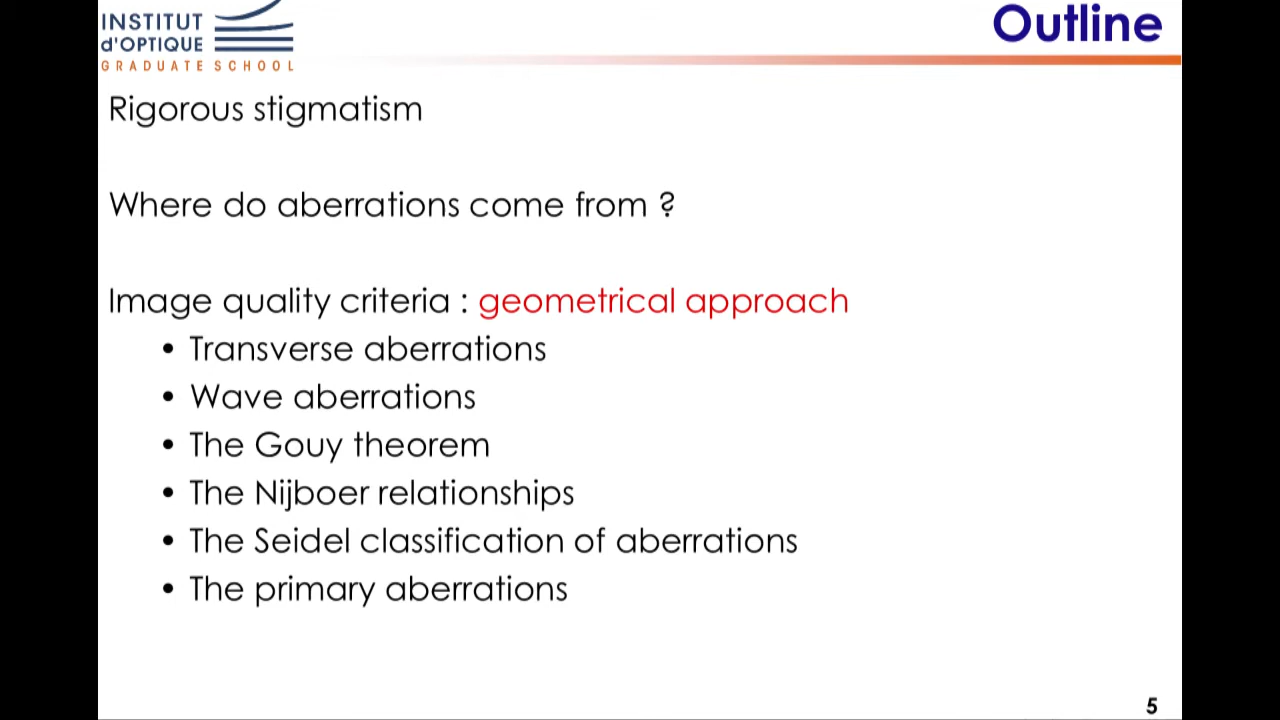 INSTITUT
d'OPTIQUE
GRADUATE SCHOOL
Outline
Rigorous stigmatism
Where do aberrations come from ?
Image quality criteria : geometrical approach
• Transverse aberrations
• Wave aberrations
• The Gouy theorem
• The Nijboer relationships
• The Seidel classification of aberrations
• The primary aberrations
5